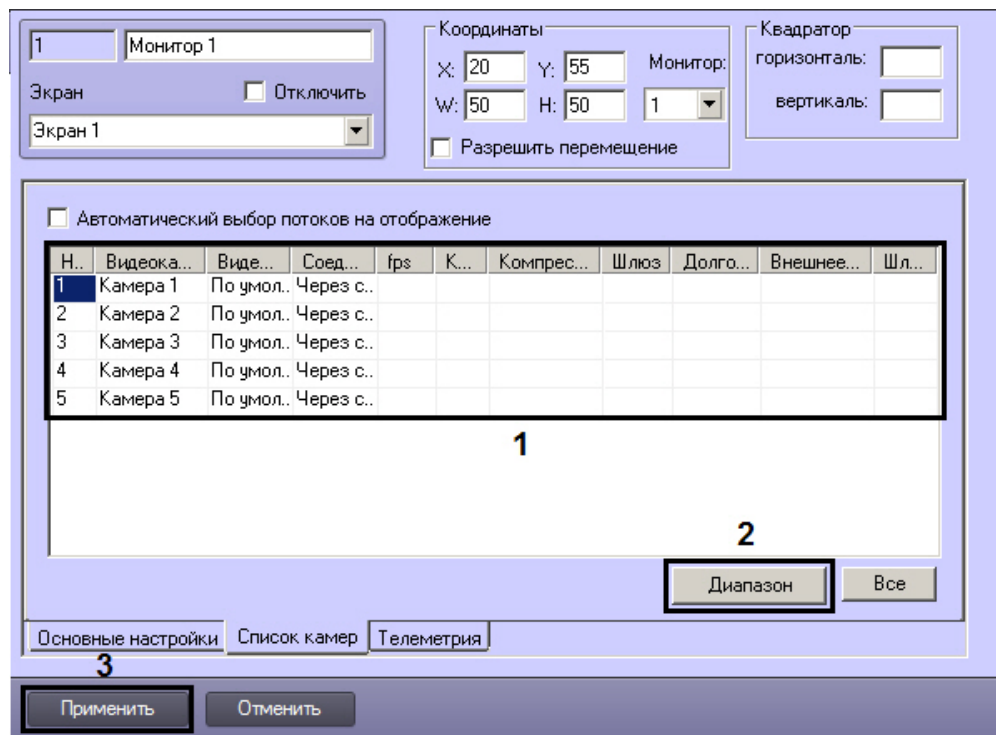 1 Монитор 1
Экран Отключить
Экран 1
Координаты
X: 20 Y: 55 Монитор:
W: 50 H: 50 1
Разрешить перемещение
Квадратор
горизонталь:
вертикаль:
Автоматический выбор потоков на отображение
Н.. Видеока... Виде... Соед... fps К... Компрес... Шлюз Долго... Внешнее... Шл...
1 Камера 1 По умол.. Через с..
2 Камера 2 По умол.. Через с..
3 Камера 3 По умол.. Через с..
4 Камера 4 По умол.. Через с..
5 Камера 5 По умол.. Через с..
1
2
Диапазон Все
Основные настройки Список камер Телеметрия
3
Применить Отменить